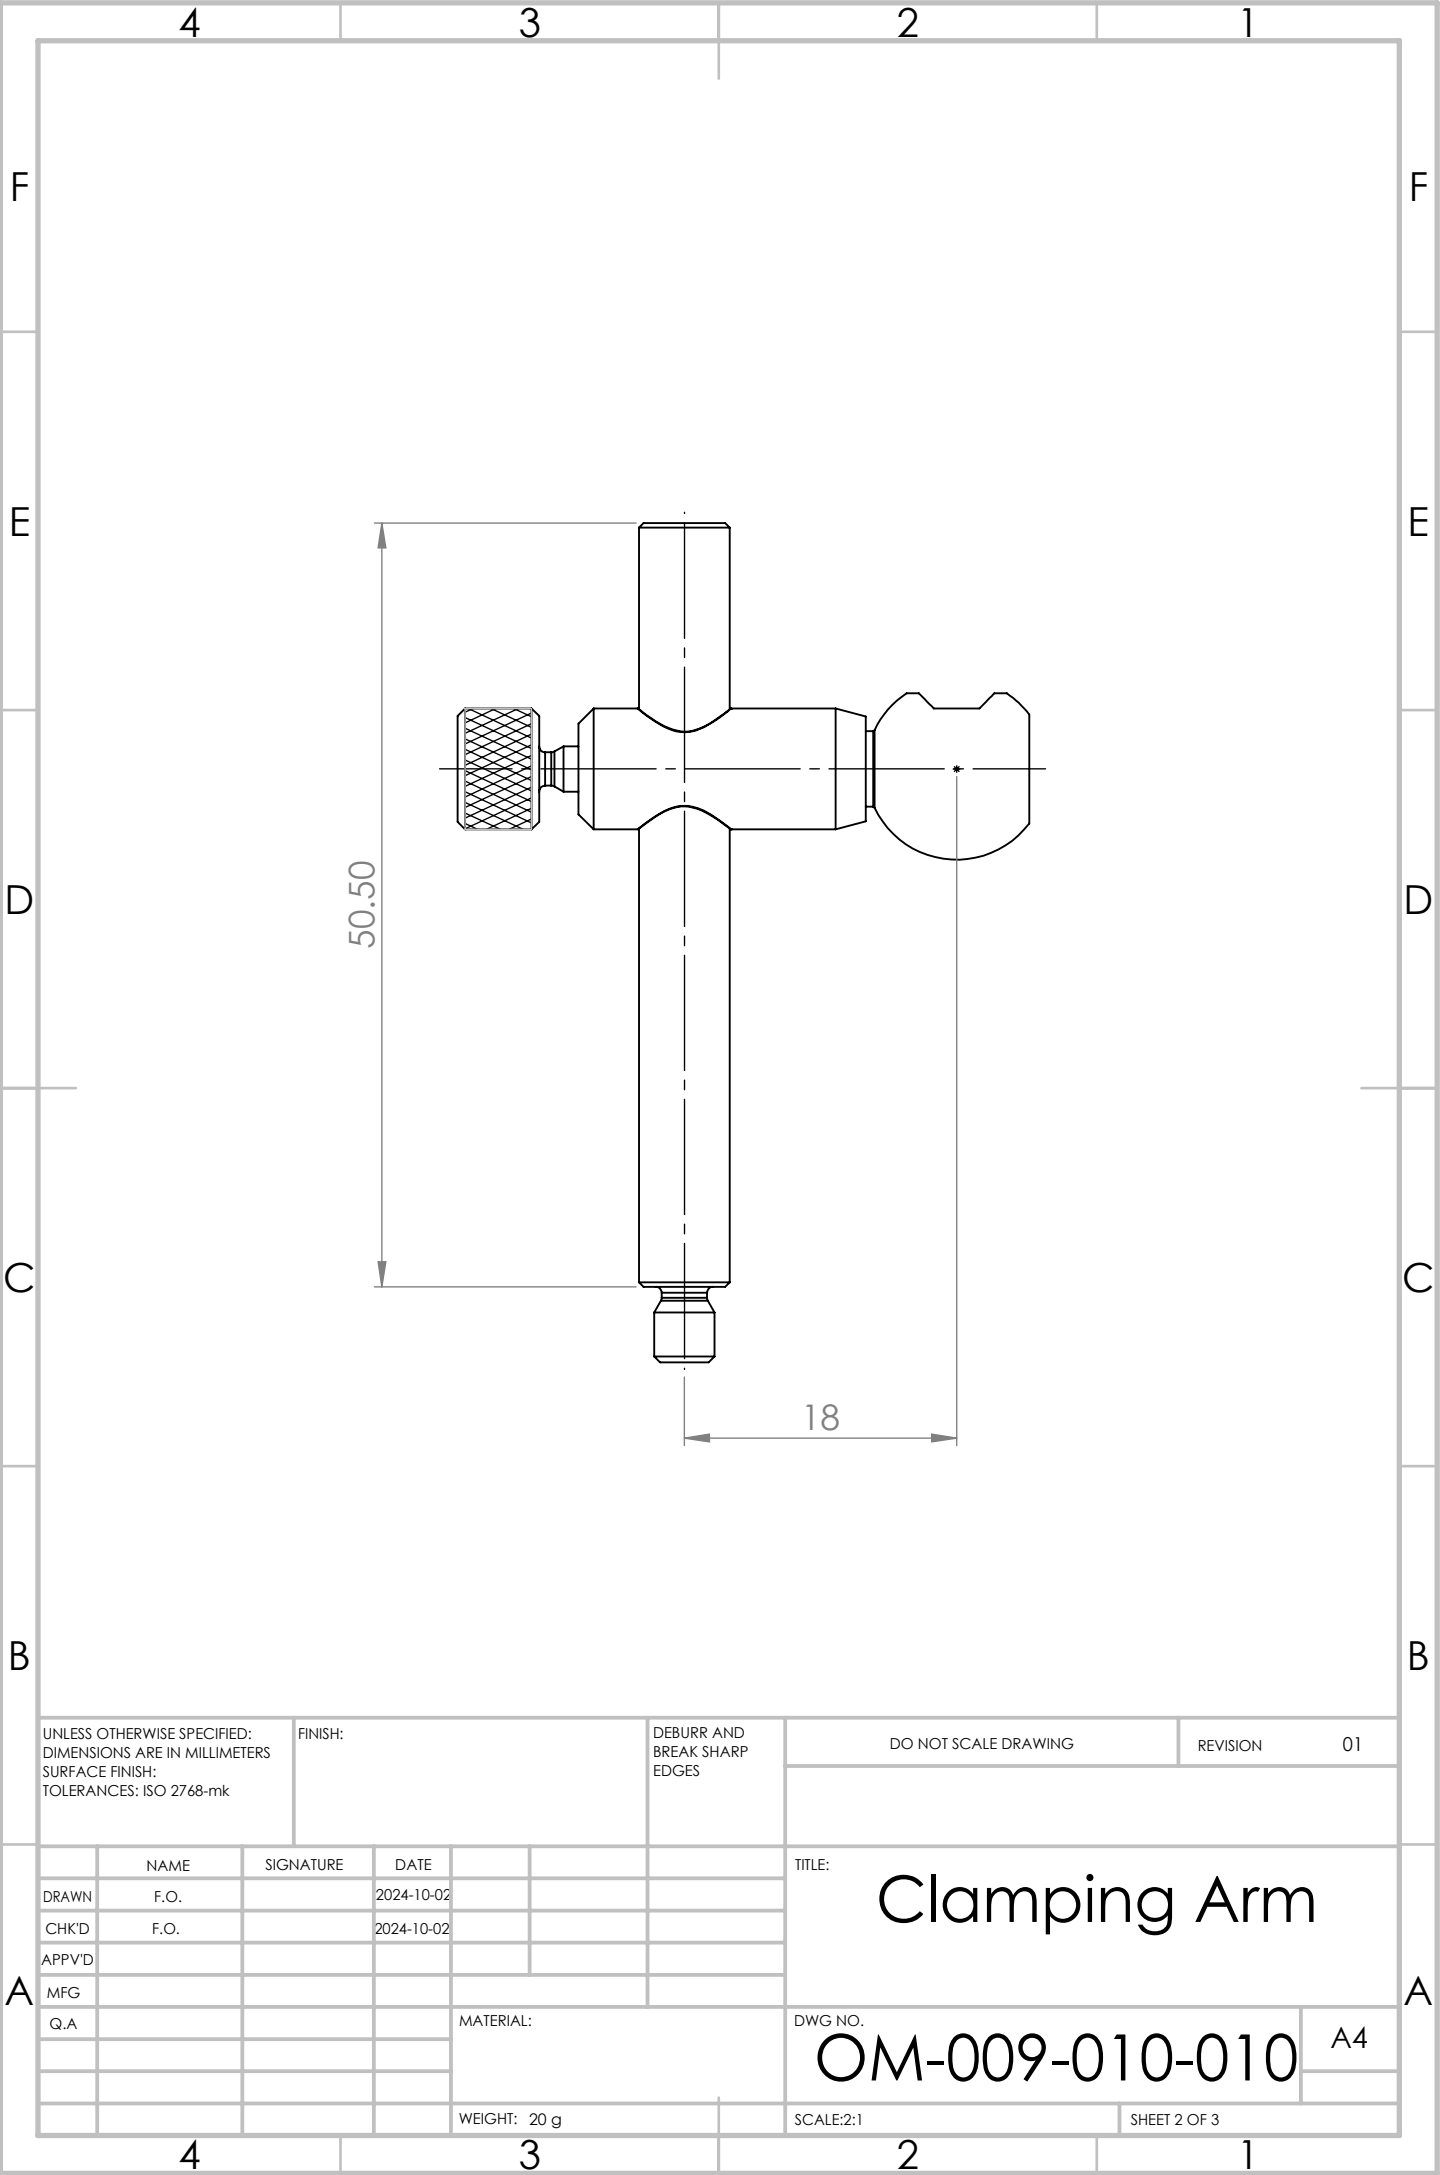 4 3 2 1
F F
E E
50.50
D D
C C
18
B B
UNLESS OTHERWISE SPECIFIED:
DIMENSIONS ARE IN MILLIMETERS
SURFACE FINISH:
TOLERANCES: ISO 2768-mk
FINISH:
DEBURR AND
BREAK SHARP
EDGES
DO NOT SCALE DRAWING
REVISION 01
NAME SIGNATURE DATE
DRAWN F.O. 2024-10-02
CHK'D F.O. 2024-10-02
APPV'D
MFG
Q.A
MATERIAL:
WEIGHT: 20 g
TITLE:
Clamping Arm
DWG NO.
OM-009-010-010
A4
SCALE:2:1
SHEET 2 OF 3
A A
4 3 2 1